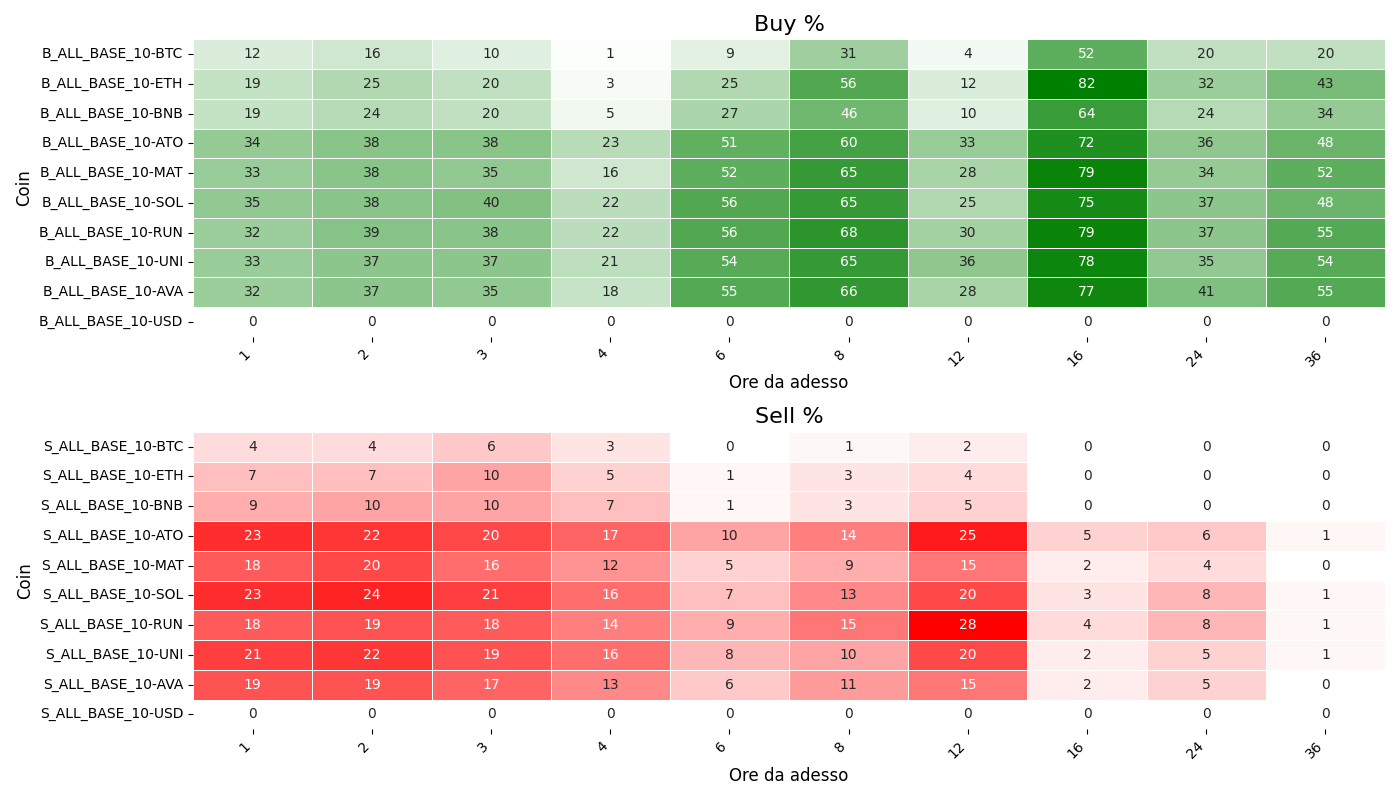 Buy %
Coin
B_ALL_BASE_10-BTC 12 16 10 1 9 31 4 52 20 20
B_ALL_BASE_10-ETH 19 25 20 3 25 56 12 82 32 43
B_ALL_BASE_10-BNB 19 24 20 5 27 46 10 64 24 34
B_ALL_BASE_10-ATO 34 38 38 23 51 60 33 72 36 48
B_ALL_BASE_10-MAT 33 38 35 16 52 65 28 79 34 52
B_ALL_BASE_10-SOL 35 38 40 22 56 65 25 75 37 48
B_ALL_BASE_10-RUN 32 39 38 22 56 68 30 79 37 55
B_ALL_BASE_10-UNI 33 37 37 21 54 65 36 78 35 54
B_ALL_BASE_10-AVA 32 37 35 18 55 66 28 77 41 55
B_ALL_BASE_10-USD 0 0 0 0 0 0 0 0 0 0
1 2 3 4 6 8 12 16 24 36
Ore da adesso
Sell %
Coin
S_ALL_BASE_10-BTC 4 4 6 3 0 1 2 0 0 0
S_ALL_BASE_10-ETH 7 7 10 5 1 3 4 0 0 0
S_ALL_BASE_10-BNB 9 10 10 7 1 3 5 0 0 0
S_ALL_BASE_10-ATO 23 22 20 17 10 14 25 5 6 1
S_ALL_BASE_10-MAT 18 20 16 12 5 9 15 2 4 0
S_ALL_BASE_10-SOL 23 24 21 16 7 13 20 3 8 1
S_ALL_BASE_10-RUN 18 19 18 14 9 15 28 4 8 1
S_ALL_BASE_10-UNI 21 22 19 16 8 10 20 2 5 1
S_ALL_BASE_10-AVA 19 19 17 13 6 11 15 2 5 0
S_ALL_BASE_10-USD 0 0 0 0 0 0 0 0 0 0
1 2 3 4 6 8 12 16 24 36
Ore da adesso